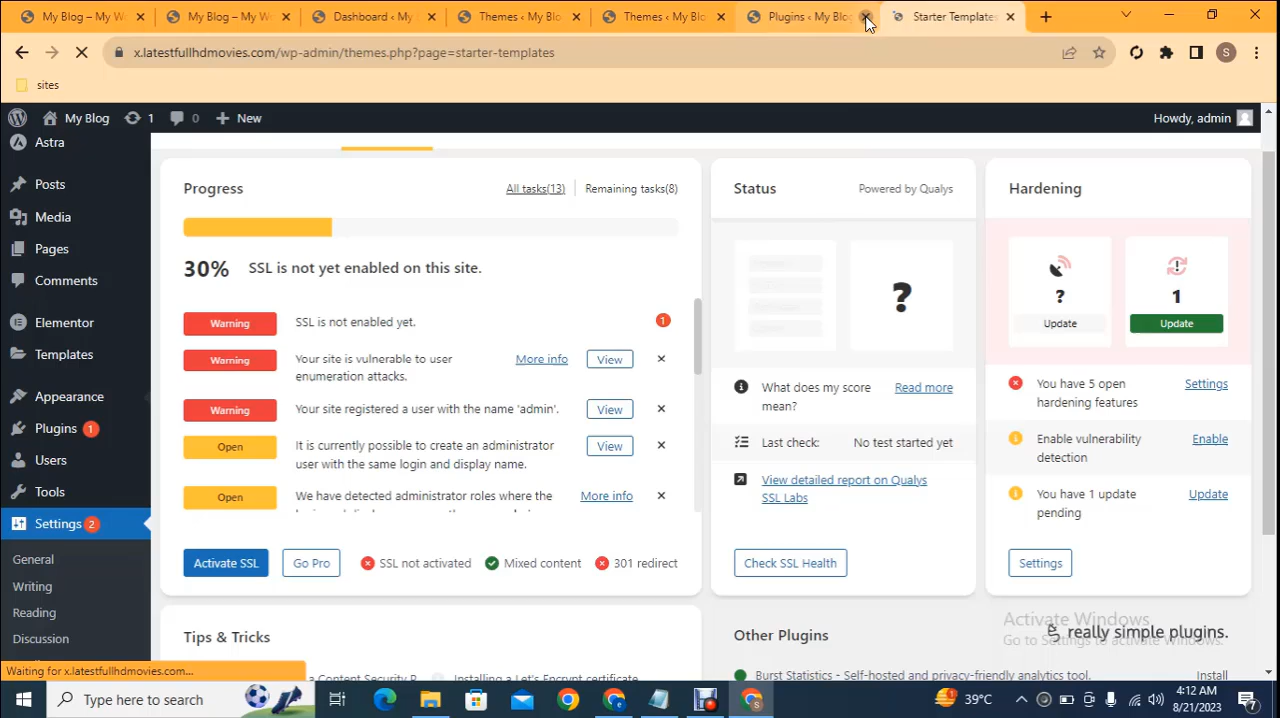 My Blog – My W
My Blog – My Wo
Dashboard ‹ My
Themes ‹ My Blo
Themes ‹ My Blo
Plugins ‹ My Blo
Starter Templates
x.latestfullhdmovies.com/wp-admin/themes.php?page=starter-templates
S
sites
My Blog
1
0
New
Howdy, admin
Astra
Posts
Media
Pages
Comments
Elementor
Templates
Appearance
Plugins 1
Users
Tools
Settings 2
General
Writing
Reading
Discussion
Progress
All tasks(13)
Remaining tasks(8)
30% SSL is not yet enabled on this site.
Warning
SSL is not enabled yet.
1
Warning
Your site is vulnerable to user
enumeration attacks.
More info
View
Warning
Your site registered a user with the name 'admin'.
View
Open
It is currently possible to create an administrator
user with the same login and display name.
View
Open
We have detected administrator roles where the
More info
Activate SSL
Go Pro
SSL not activated
Mixed content
301 redirect
Status
Powered by Qualys
?
What does my score
mean?
Read more
Last check:
No test started yet
View detailed report on Qualys
SSL Labs
Check SSL Health
Hardening
?
Update
1
Update
You have 5 open
hardening features
Settings
Enable vulnerability
detection
Enable
You have 1 update
pending
Update
Settings
Tips & Tricks
Installing a Let's Encrypt certificate
Other Plugins
really simple plugins.
Burst Statistics - Self-hosted and privacy-friendly analytics tool.
Install
Activate Windows
Go to Settings to activate Windows.
Waiting for x.latestfullhdmovies.com...
Type here to search
39°C
4:12 AM
8/21/2023
7